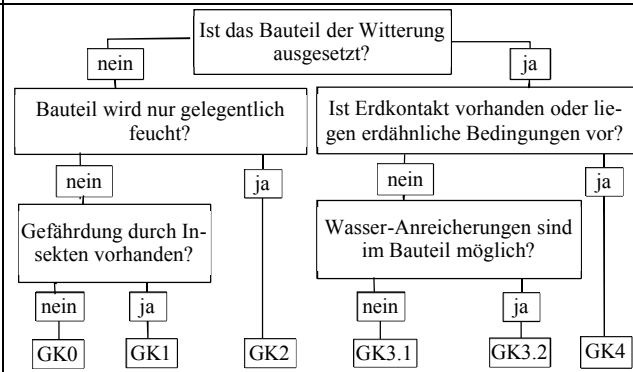 Ist das Bauteil der Witterung
ausgesetzt?
nein
ja
Bauteil wird nur gelegentlich
feucht?
Ist Erdkontakt vorhanden oder lie-
gen erdähnliche Bedingungen vor?
nein
ja
nein
ja
Gefährdung durch In-
sekten vorhanden?
Wasser-Anreicherungen sind
im Bauteil möglich?
nein
ja
nein
ja
GK0
GK1
GK2
GK3.1
GK3.2
GK4